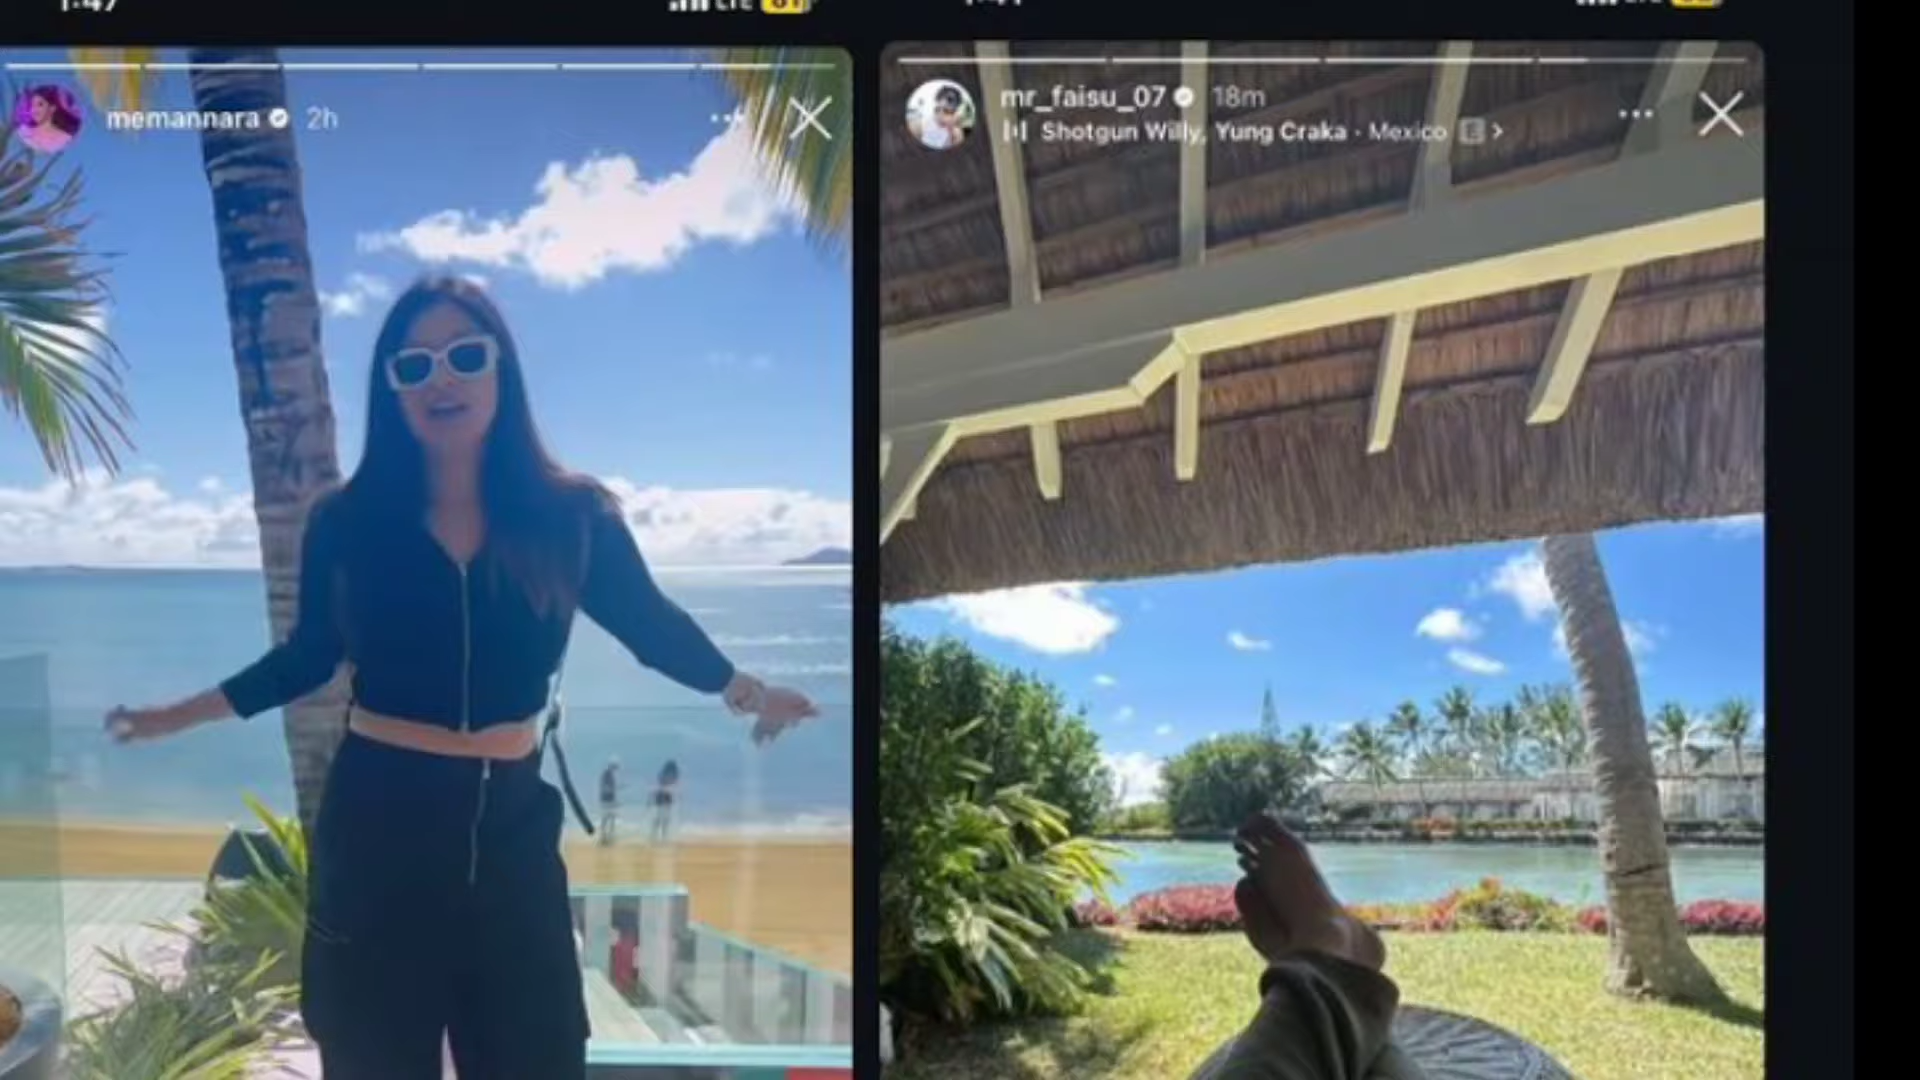 memannara 2h
mr_faisu_07 18m
Shotgun Willy, Yung Craka · Mexico E